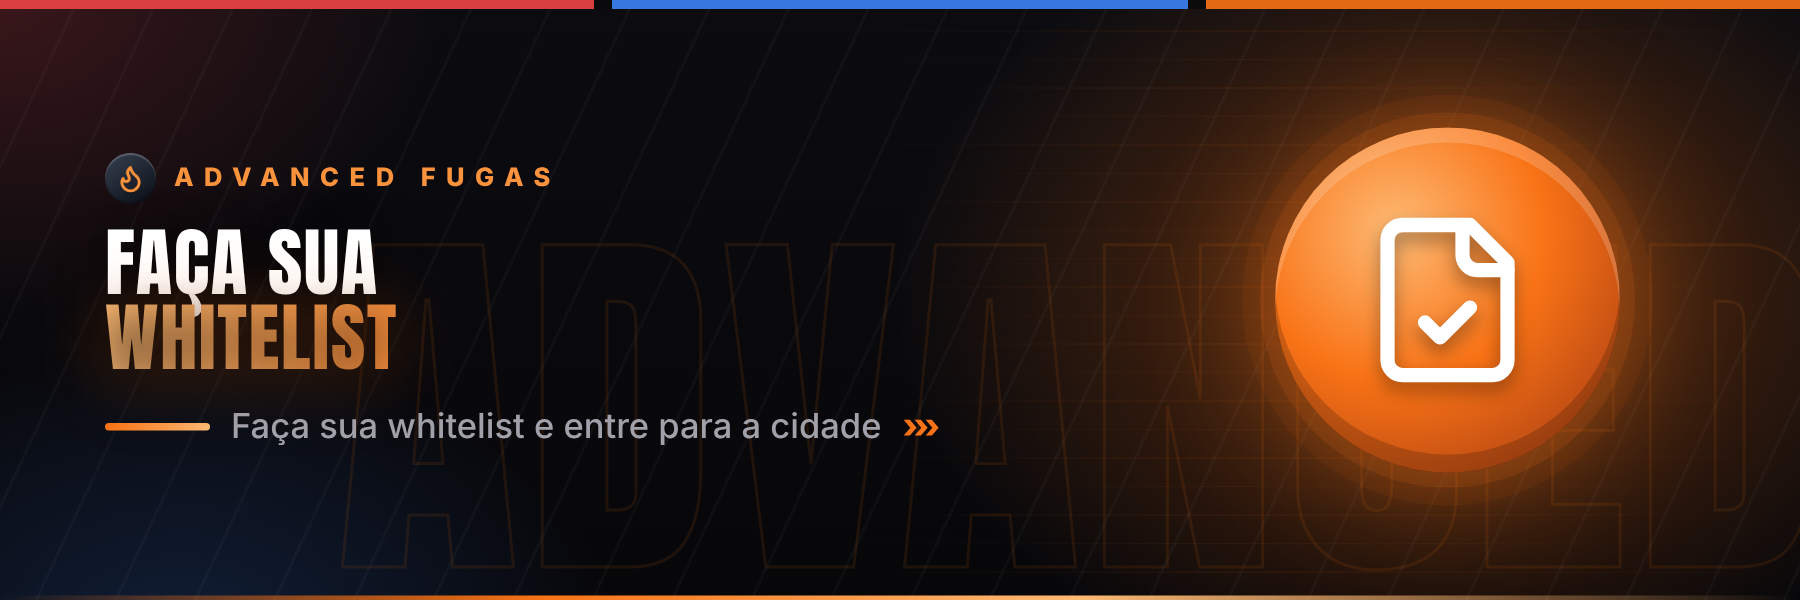 ADVANCED FUGAS
FAÇA SUA
WHITELIST
Faça sua whitelist e entre para a cidade
ADVANCED